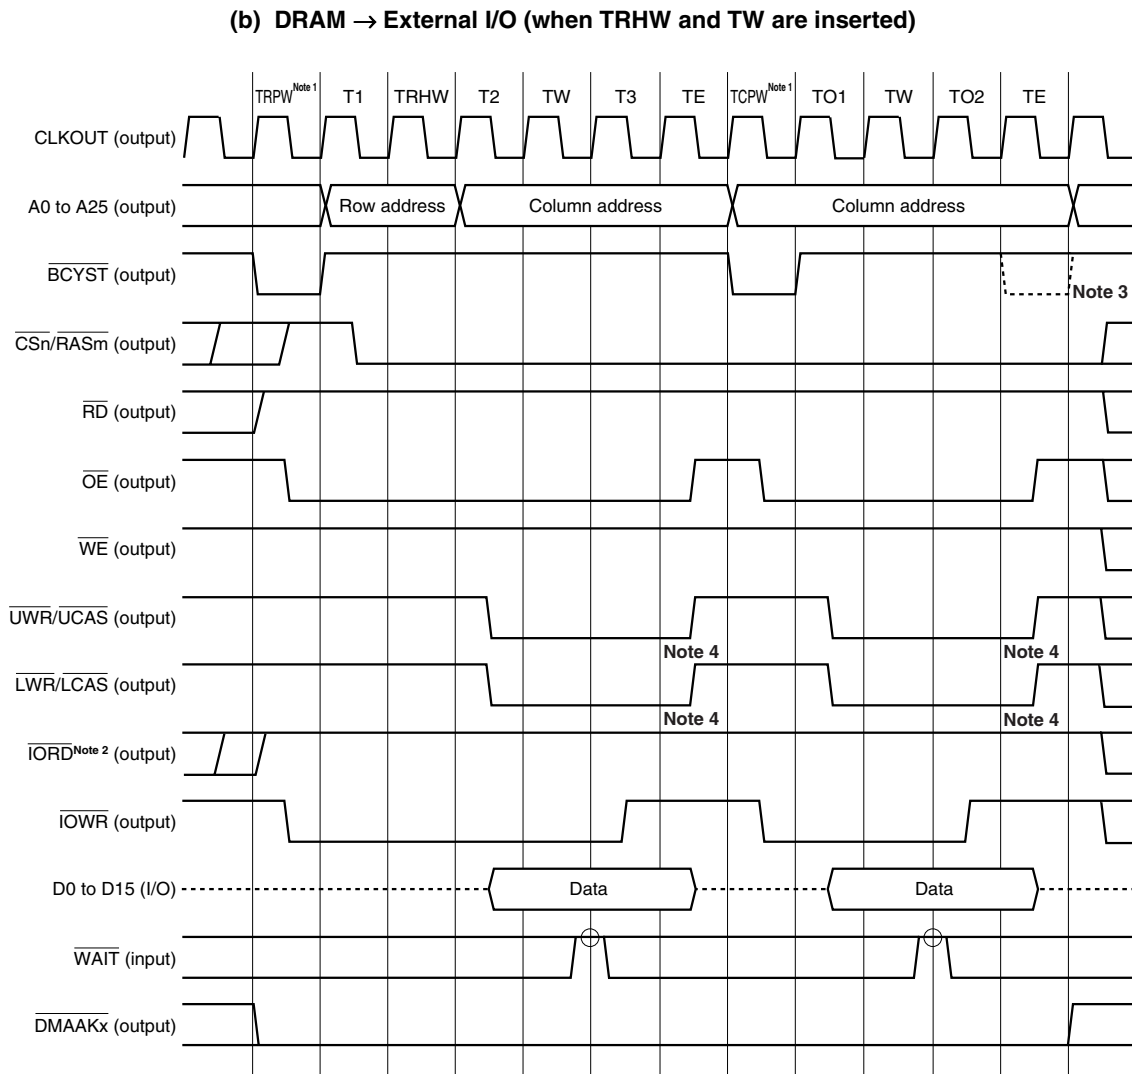 (b) DRAM → External I/O (when TRHW and TW are inserted)
TRPW Note 1 T1 TRHW T2 TW T3 TE TCPW Note 1 TO1 TW TO2 TE
CLKOUT (output)
A0 to A25 (output) Row address Column address Column address
BCYST (output)
Note 3
CSn/RASm (output)
RD (output)
OE (output)
WE (output)
UWR/UCAS (output)
Note 4 Note 4
LWR/LCAS (output)
Note 4 Note 4
IORD Note 2 (output)
IOWR (output)
D0 to D15 (I/O) Data Data
WAIT (input)
DMAAKx (output)